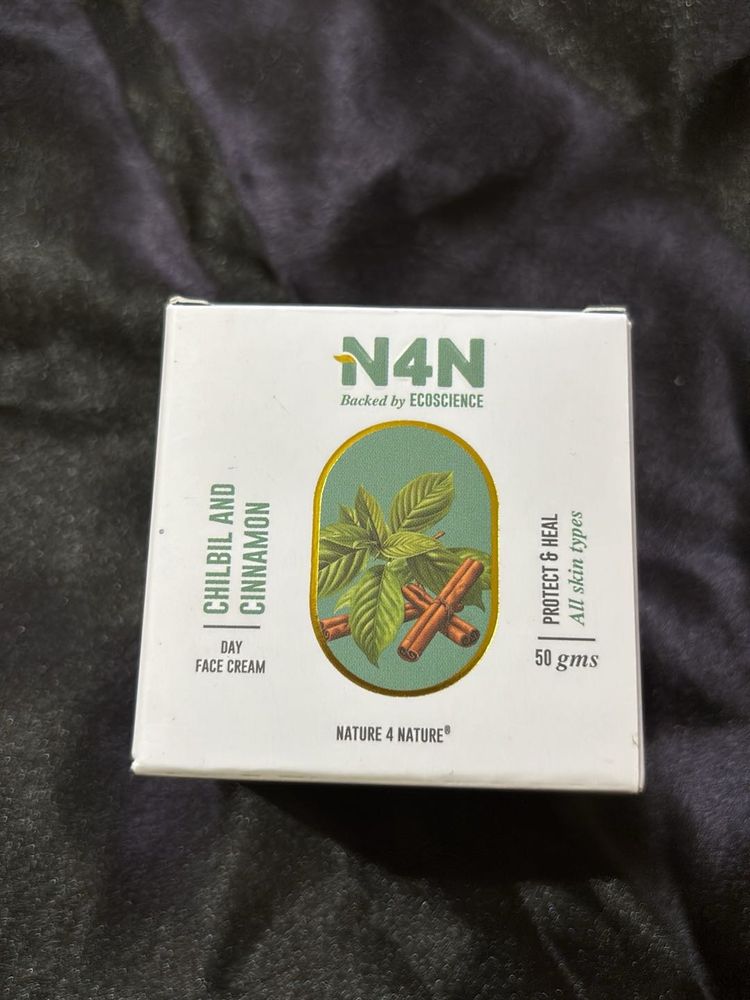 N4N
Backed by ECOSCIENCE
CHILBIL AND
CINNAMON
DAY
FACE CREAM
PROTECT & HEAL
All skin types
50 gms
NATURE 4 NATURE®